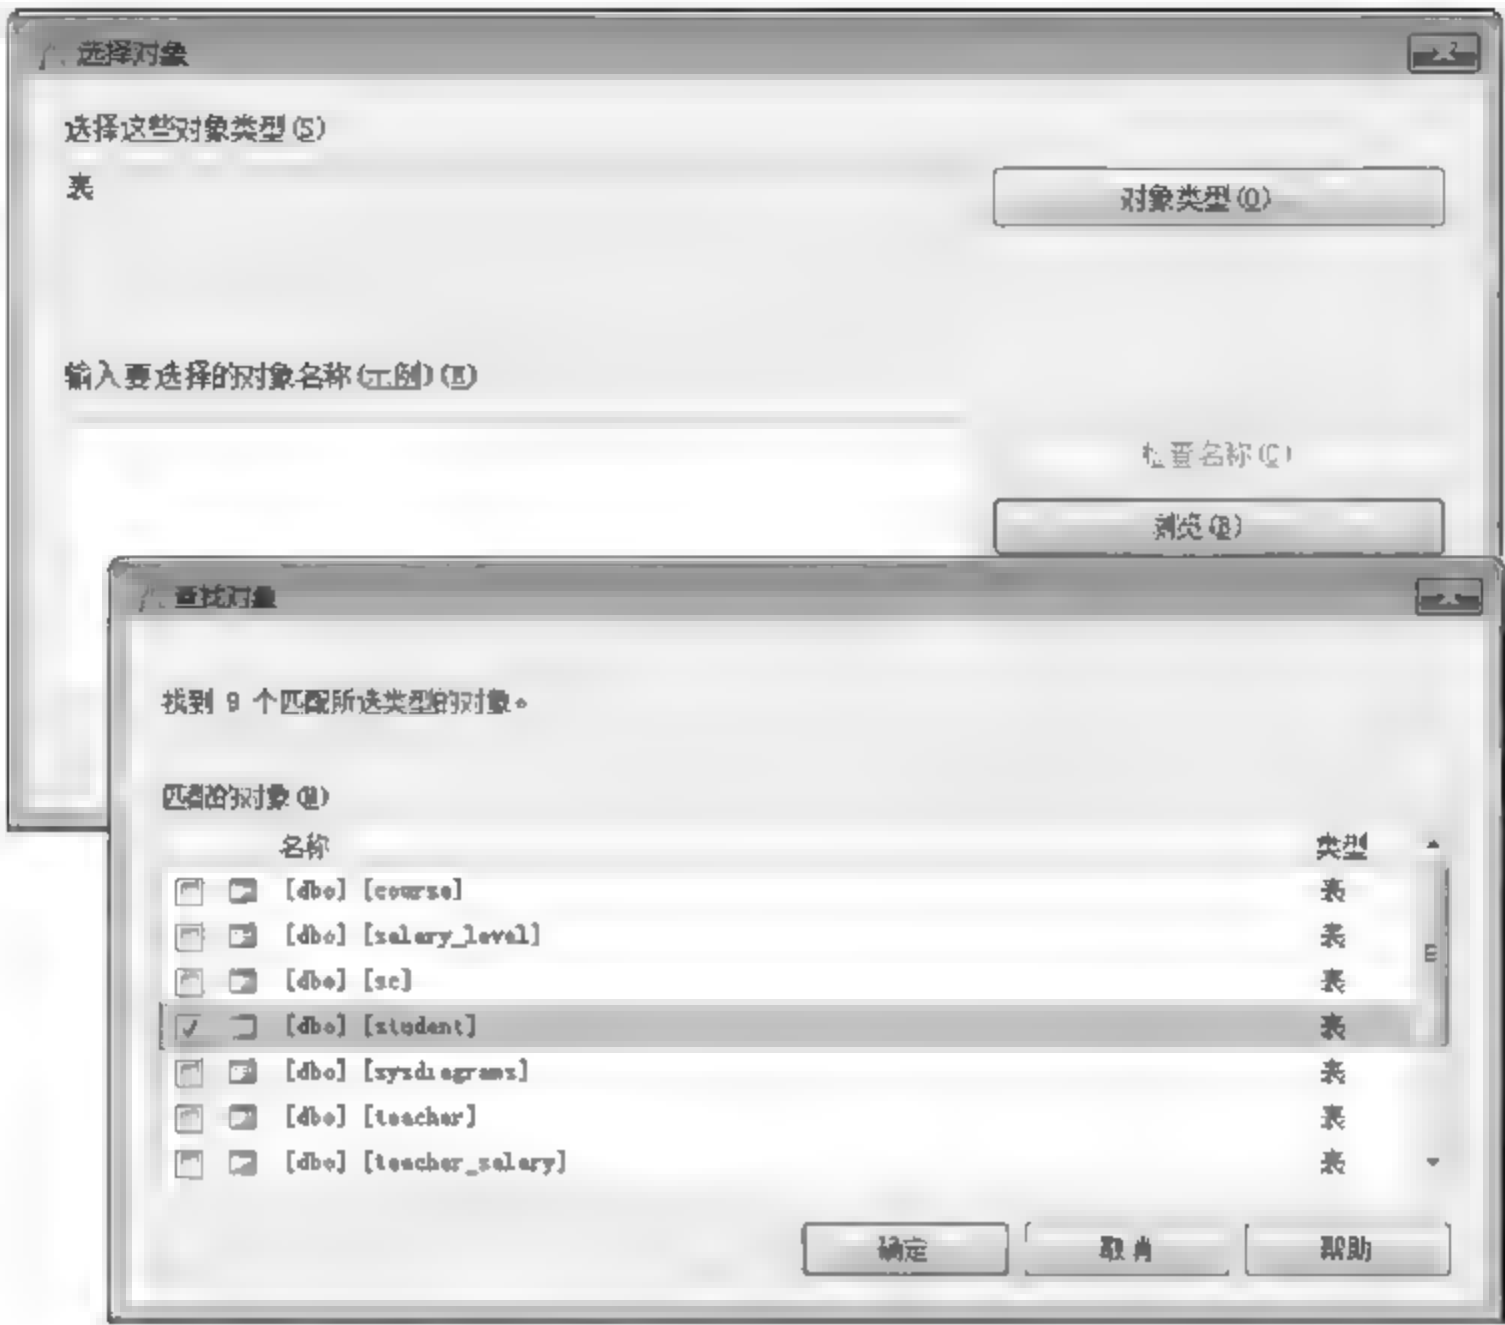 选择对象
选择这些对象类型(S)
表
对象类型(O)
输入要选择的对象名称(示例)(E)
检查名称(C)
浏览(B)
查找对象
找到 9 个匹配所选类型的对象。
匹配的对象(M)
名称 类型
[dbo] [course] 表
[dbo] [salary_level] 表
[dbo] [sc] 表
[dbo] [student] 表
[dbo] [sysdiagrams] 表
[dbo] [teacher] 表
[dbo] [teacher_salary] 表
确定 取消 帮助